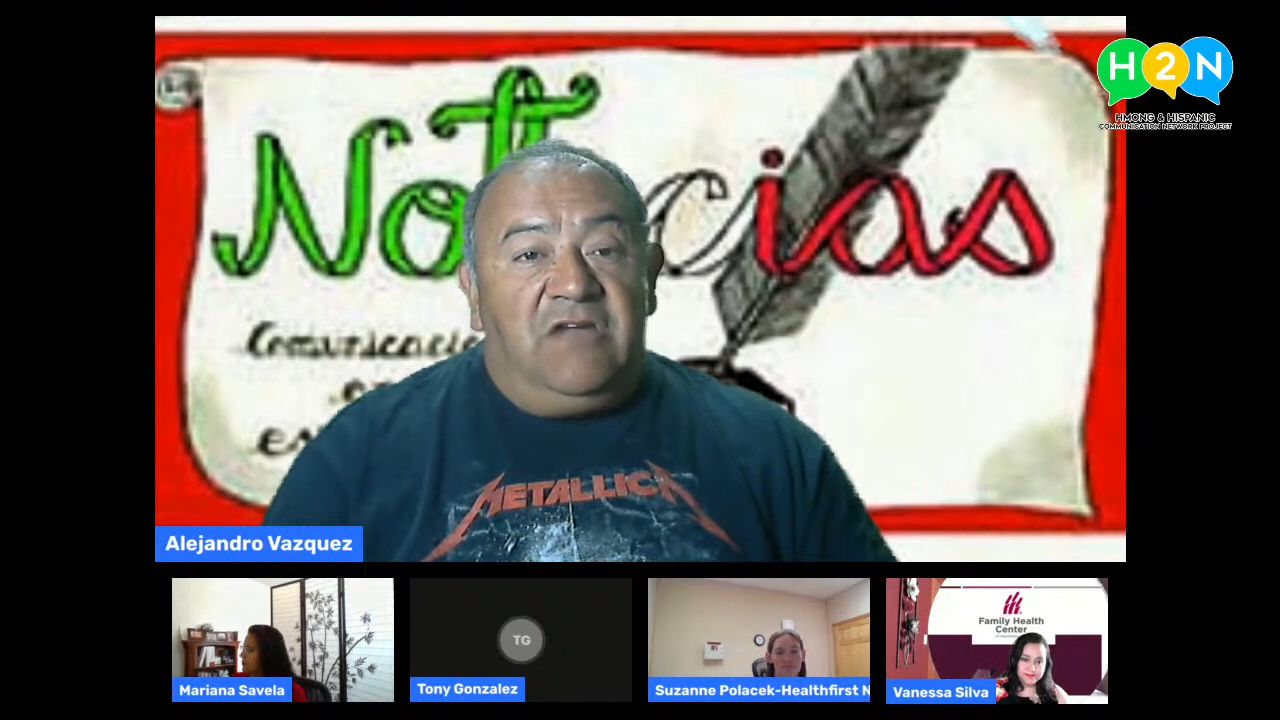 Noticias
H2N
HMONG & HISPANIC
COMMUNICATION NETWORK PROJECT
METALLICA
Alejandro Vazquez
Mariana Savela
TG
Tony Gonzalez
Suzanne Polacek-Healthfirst N
Family Health
Center
Vanessa Silva